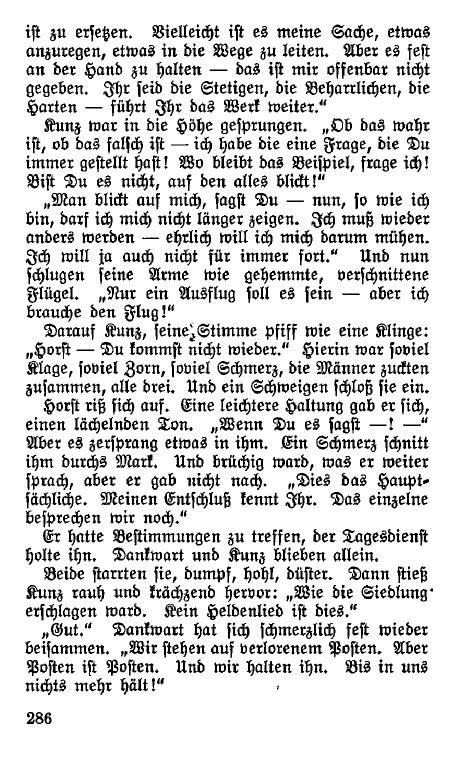 ist zu ersetzen. Vielleicht ist es meine Sache, etwas
anzuregen, etwas in die Wege zu leiten. Aber es fest
an der Hand zu halten — das ist mir offenbar nicht
gegeben. Ihr seid die Stetigen, die Beharrlichen, die
Harten — führt Ihr das Werk weiter.“
Kunz war in die Höhe gesprungen. „Ob das wahr
ist, ob das falsch ist — ich habe die eine Frage, die Du
immer gestellt hast! Wo bleibt das Beispiel, frage ich!
Bist Du es nicht, auf den alles blickt!“
„Man blickt auf mich, sagst Du — nun, so wie ich
bin, darf ich mich nicht länger zeigen. Ich muß wieder
anders werden — ehrlich will ich mich darum mühen.
Ich will ja auch nicht für immer fort.“ Und nun
schlugen seine Arme wie gehemmte, verschnittene
Flügel. „Nur ein Ausflug soll es sein — aber ich
brauche den Flug!“
Darauf Kunz, seine Stimme pfiff wie eine Klinge:
„Horst — Du kommst nicht wieder.“ Hierin war soviel
Klage, soviel Zorn, soviel Schmerz, die Männer zuckten
zusammen, alle drei. Und ein Schweigen schloß sie ein.
Horst riß sich auf. Eine leichtere Haltung gab er sich,
einen lächelnden Ton. „Wenn Du es sagst —! —“
Aber es zersprang etwas in ihm. Ein Schmerz schnitt
ihm durchs Mark. Und brüchig ward, was er weiter
sprach, aber er gab nicht nach. „Dies das Haupt-
sächliche. Meinen Entschluß kennt Ihr. Das einzelne
besprechen wir noch.“
Er hatte Bestimmungen zu treffen, der Tagesdienst
holte ihn. Dankwart und Kunz blieben allein.
Beide starrten sie, dumpf, hohl, düster. Dann stieß
Kunz rauh und krächzend hervor: „Wie die Siedlung
erschlagen ward. Kein Heldenlied ist dies.“
„Gut.“ Dankwart hat sich schmerzlich fest wieder
beisammen. „Wir stehen auf verlorenem Posten. Aber
Posten ist Posten. Und wir halten ihn. Bis in uns
nichts mehr hält!“
286